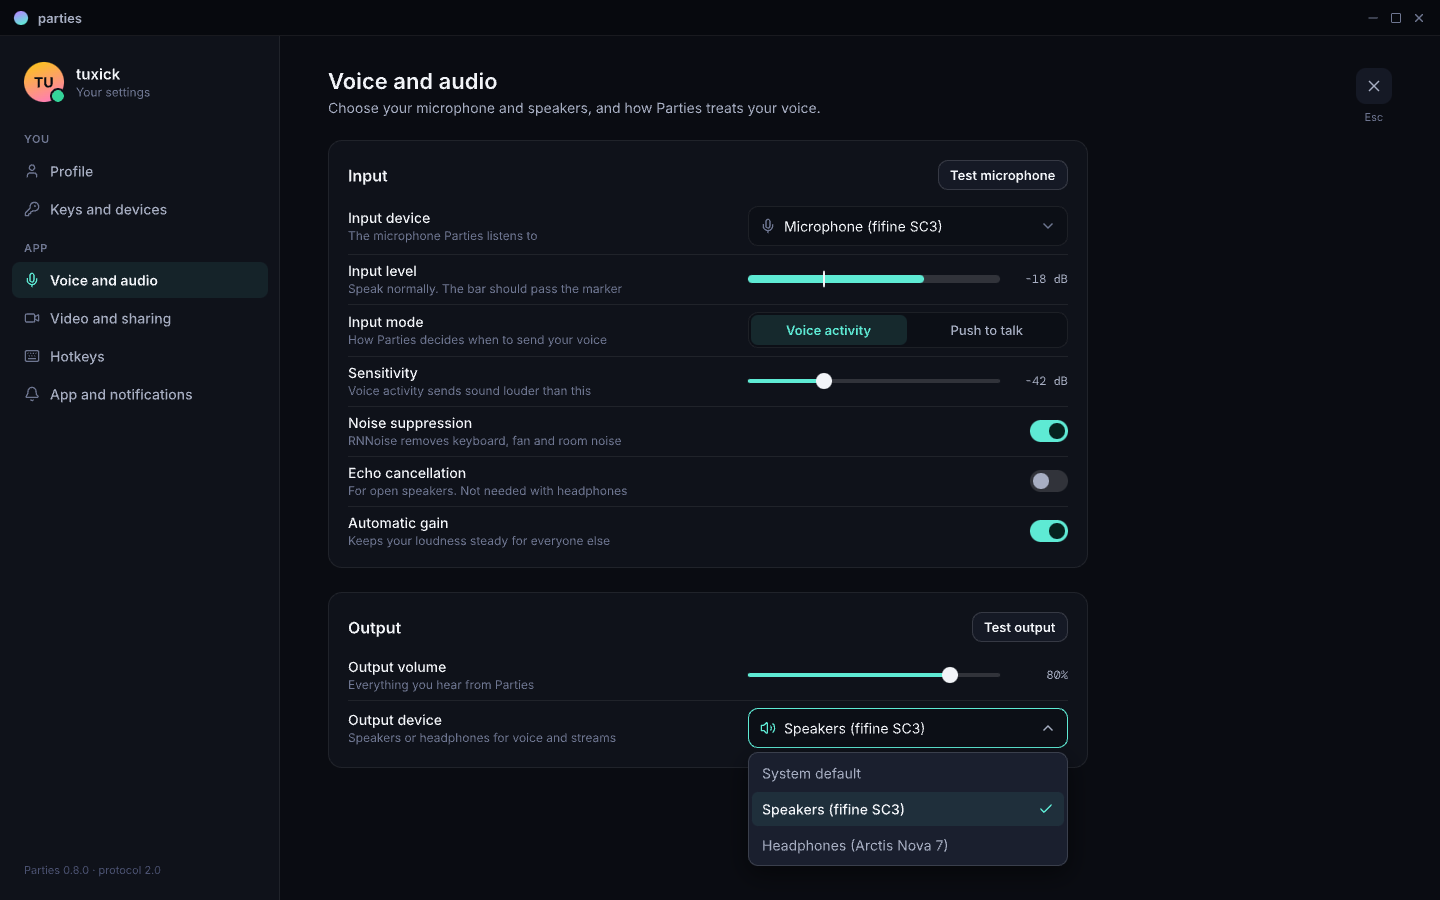 parties
TU
tuxick
Your settings
YOU
Profile
Keys and devices
APP
Voice and audio
Video and sharing
Hotkeys
App and notifications
Parties 0.8.0 · protocol 2.0
Voice and audio
Choose your microphone and speakers, and how Parties treats your voice.
Esc
Input
Test microphone
Input device
The microphone Parties listens to
Microphone (fifine SC3)
Input level
Speak normally. The bar should pass the marker
-18 dB
Input mode
How Parties decides when to send your voice
Voice activity
Push to talk
Sensitivity
Voice activity sends sound louder than this
-42 dB
Noise suppression
RNNoise removes keyboard, fan and room noise
Echo cancellation
For open speakers. Not needed with headphones
Automatic gain
Keeps your loudness steady for everyone else
Output
Test output
Output volume
Everything you hear from Parties
80%
Output device
Speakers or headphones for voice and streams
Speakers (fifine SC3)
System default
Speakers (fifine SC3)
Headphones (Arctis Nova 7)